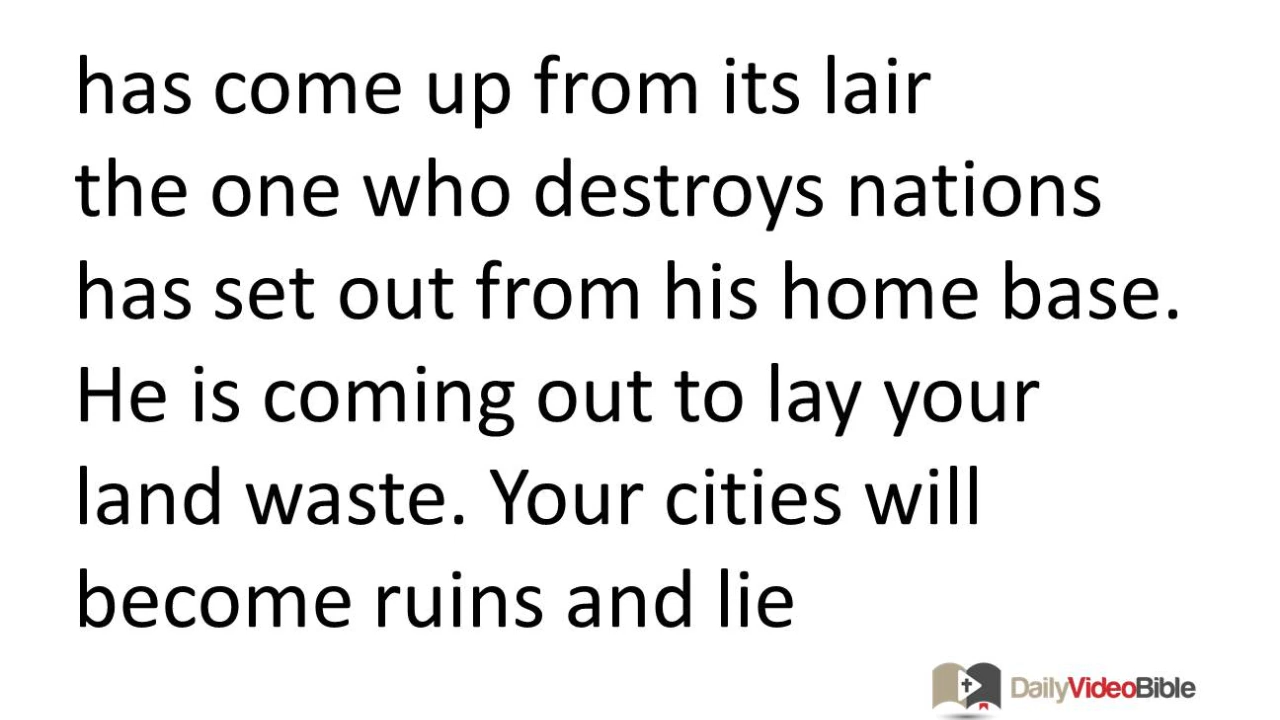 has come up from its lair
the one who destroys nations
has set out from his home base.
He is coming out to lay your
land waste. Your cities will
become ruins and lie
DailyVideoBible